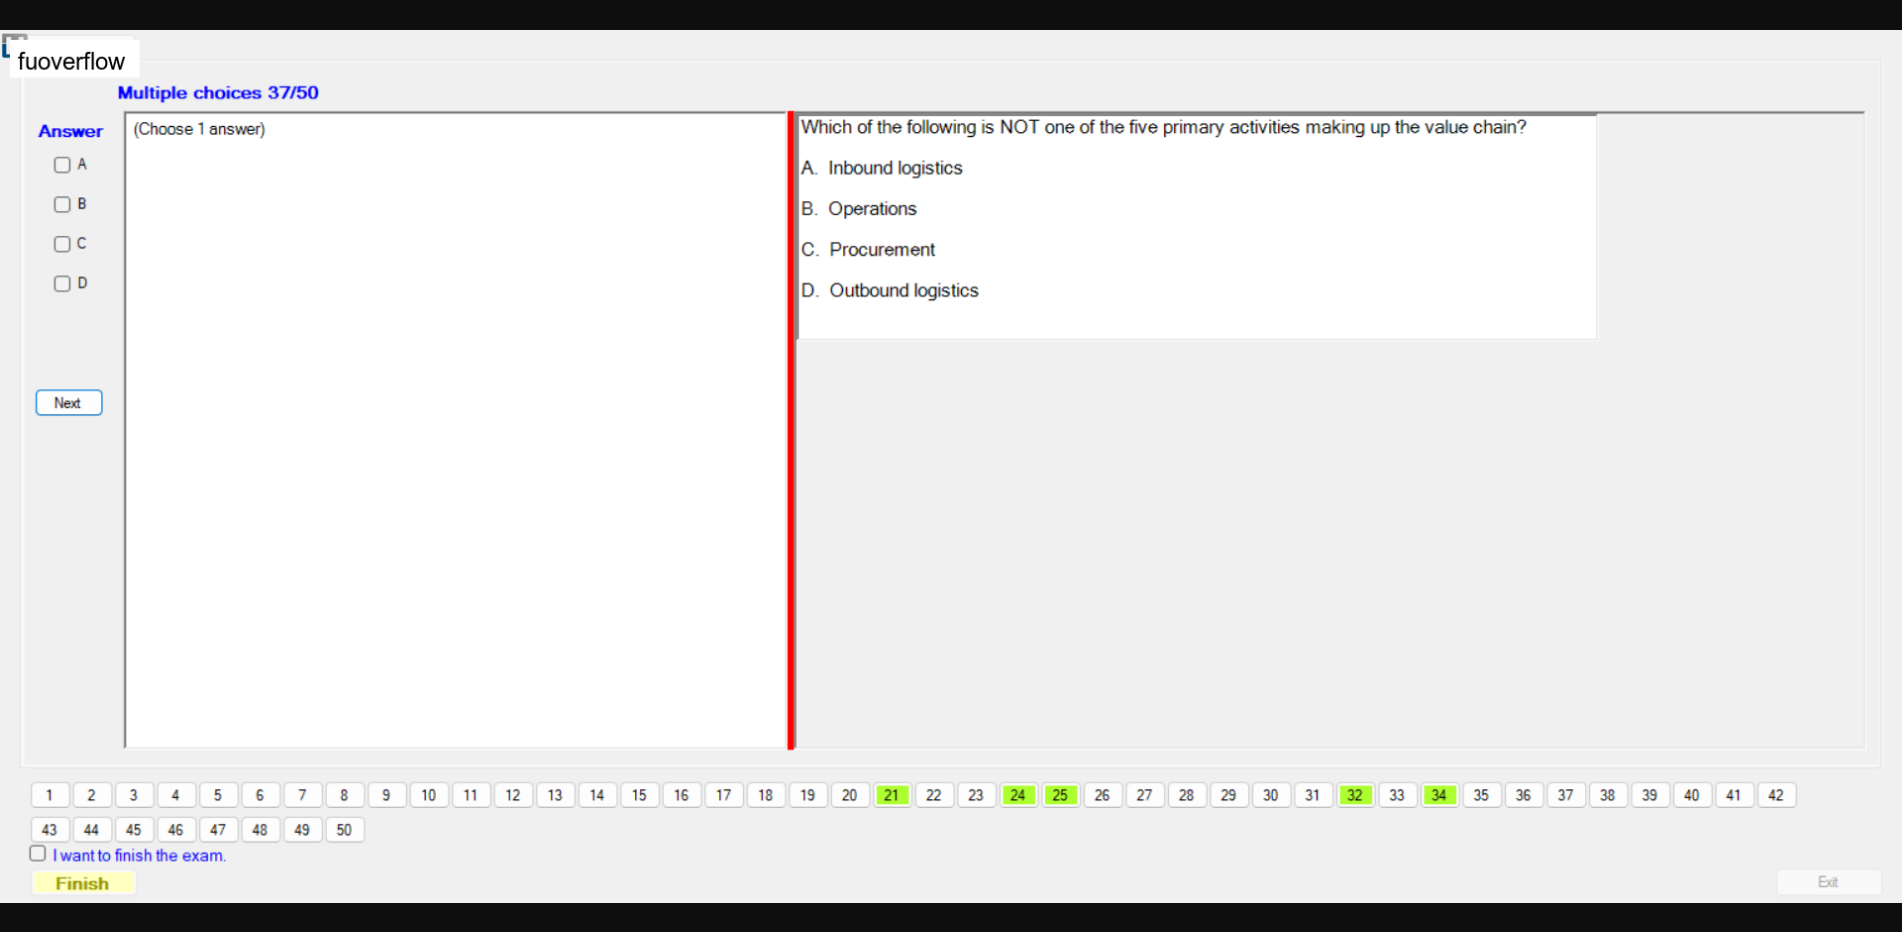 fuoverflow
Multiple choices 37/50
Answer
A
B
C
D
Next
(Choose 1 answer)
Which of the following is NOT one of the five primary activities making up the value chain?
A. Inbound logistics
B. Operations
C. Procurement
D. Outbound logistics
1 2 3 4 5 6 7 8 9 10 11 12 13 14 15 16 17 18 19 20 21 22 23 24 25 26 27 28 29 30 31 32 33 34 35 36 37 38 39 40 41 42
43 44 45 46 47 48 49 50
I want to finish the exam.
Finish
Exit